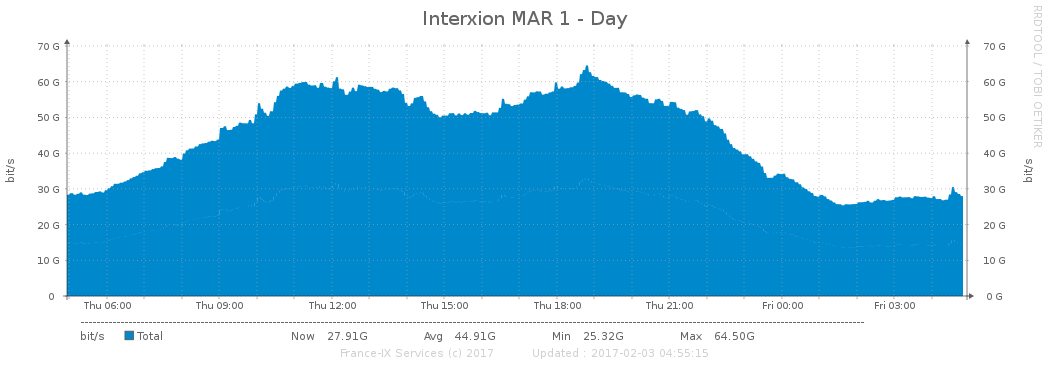 Interxion MAR 1 - Day
RRDTOOL / TOBI OETIKER
70 G 70 G
60 G 60 G
50 G 50 G
40 G 40 G
30 G 30 G
20 G 20 G
10 G 10 G
0 0 G
bit/s bit/s
Thu 06:00 Thu 09:00 Thu 12:00 Thu 15:00 Thu 18:00 Thu 21:00 Fri 00:00 Fri 03:00
bit/s Total Now 27.91G Avg 44.91G Min 25.32G Max 64.50G
France-IX Services (c) 2017 Updated : 2017-02-03 04:55:15